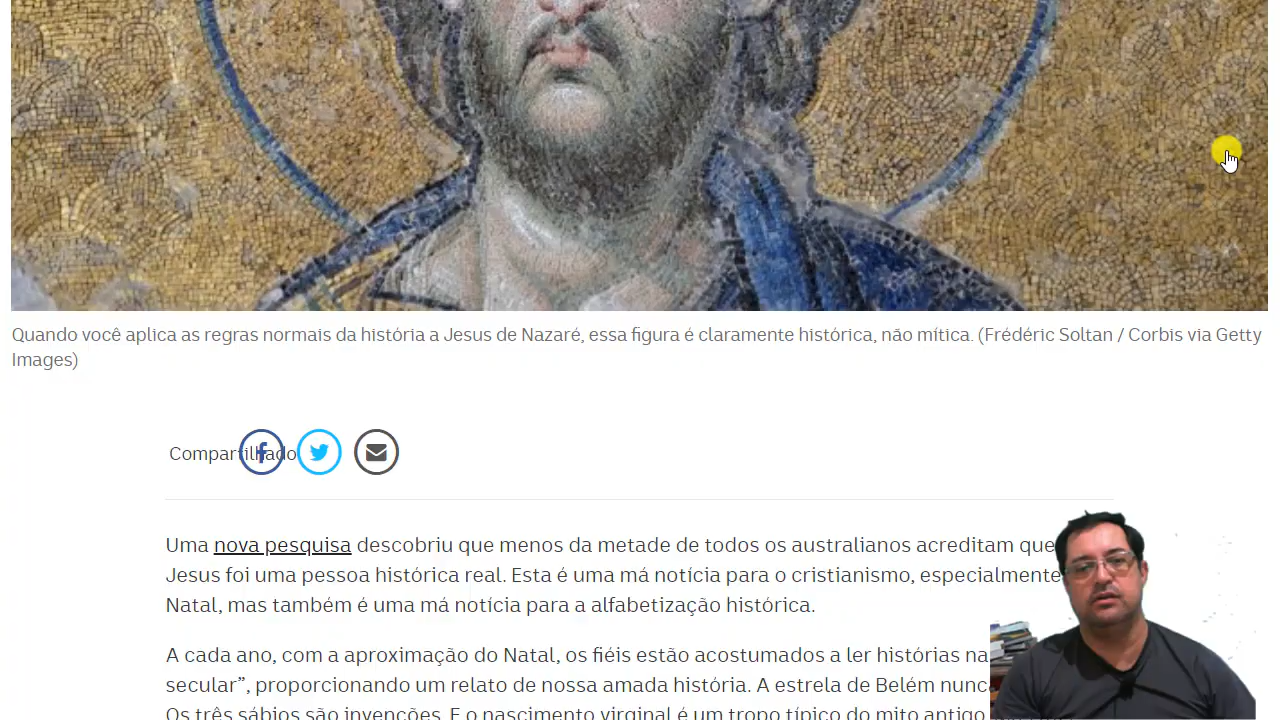 Quando você aplica as regras normais da história a Jesus de Nazaré, essa figura é claramente histórica, não mítica. (Frédéric Soltan / Corbis via Getty
Images)
Compartilhado
Uma nova pesquisa descobriu que menos da metade de todos os australianos acreditam que
Jesus foi uma pessoa histórica real. Esta é uma má notícia para o cristianismo, especialmente
Natal, mas também é uma má notícia para a alfabetização histórica.
A cada ano, com a aproximação do Natal, os fiéis estão acostumados a ler histórias na
secular”, proporcionando um relato de nossa amada história. A estrela de Belém nunc
Os três sábios são invenções. E o nascimento virginal é um tropo típico do mito antigo